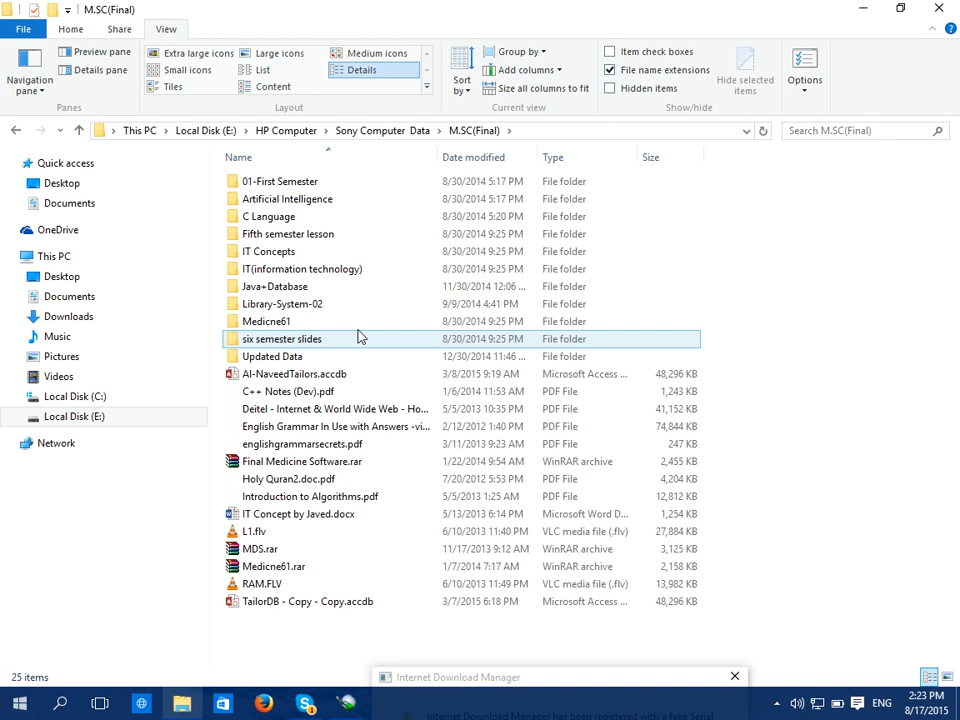 M.SC(Final)
File Home Share View
Navigation pane
Preview pane
Details pane
Panes
Extra large icons Large icons Medium icons
Small icons List Details
Tiles Content
Layout
Sort by
Group by
Add columns
Size all columns to fit
Current view
Item check boxes
File name extensions
Hidden items
Hide selected items
Show/hide
Options
This PC Local Disk (E:) HP Computer Sony Computer Data M.SC(Final)
Search M.SC(Final)
Quick access
Desktop
Documents
OneDrive
This PC
Desktop
Documents
Downloads
Music
Pictures
Videos
Local Disk (C:)
Local Disk (E:)
Network
Name Date modified Type Size
01-First Semester 8/30/2014 5:17 PM File folder
Artificial Intelligence 8/30/2014 5:17 PM File folder
C Language 8/30/2014 5:20 PM File folder
Fifth semester lesson 8/30/2014 9:25 PM File folder
IT Concepts 8/30/2014 9:25 PM File folder
IT(information technology) 8/30/2014 9:25 PM File folder
Java+Database 11/30/2014 12:06 ... File folder
Library-System-02 9/9/2014 4:41 PM File folder
Medicne61 8/30/2014 9:25 PM File folder
six semester slides 8/30/2014 9:25 PM File folder
Updated Data 12/30/2014 11:46 ... File folder
Al-NaveedTailors.accdb 3/8/2015 9:19 AM Microsoft Access ... 48,296 KB
C++ Notes (Dev).pdf 1/6/2014 11:53 AM PDF File 1,243 KB
Deitel - Internet & World Wide Web - Ho... 5/5/2013 10:35 PM PDF File 41,152 KB
English Grammar In Use with Answers -vi... 2/12/2012 1:40 PM PDF File 74,844 KB
englishgrammarsecrets.pdf 3/11/2013 9:23 AM PDF File 247 KB
Final Medicine Software.rar 1/22/2014 9:54 AM WinRAR archive 2,455 KB
Holy Quran2.doc.pdf 7/20/2012 5:53 PM PDF File 4,204 KB
Introduction to Algorithms.pdf 5/5/2013 1:25 AM PDF File 12,812 KB
IT Concept by Javed.docx 5/13/2013 6:14 PM Microsoft Word D... 1,254 KB
L1.flv 6/10/2013 11:40 PM VLC media file (.flv) 27,884 KB
MDS.rar 11/17/2013 9:12 AM WinRAR archive 3,125 KB
Medicne61.rar 1/7/2014 7:17 AM WinRAR archive 2,158 KB
RAM.FLV 6/10/2013 11:49 PM VLC media file (.flv) 13,982 KB
TailorDB - Copy - Copy.accdb 3/7/2015 6:18 PM Microsoft Access ... 48,296 KB
25 items
Internet Download Manager
Internet Download Manager has been registered with a fake Serial
ENG
2:23 PM
8/17/2015